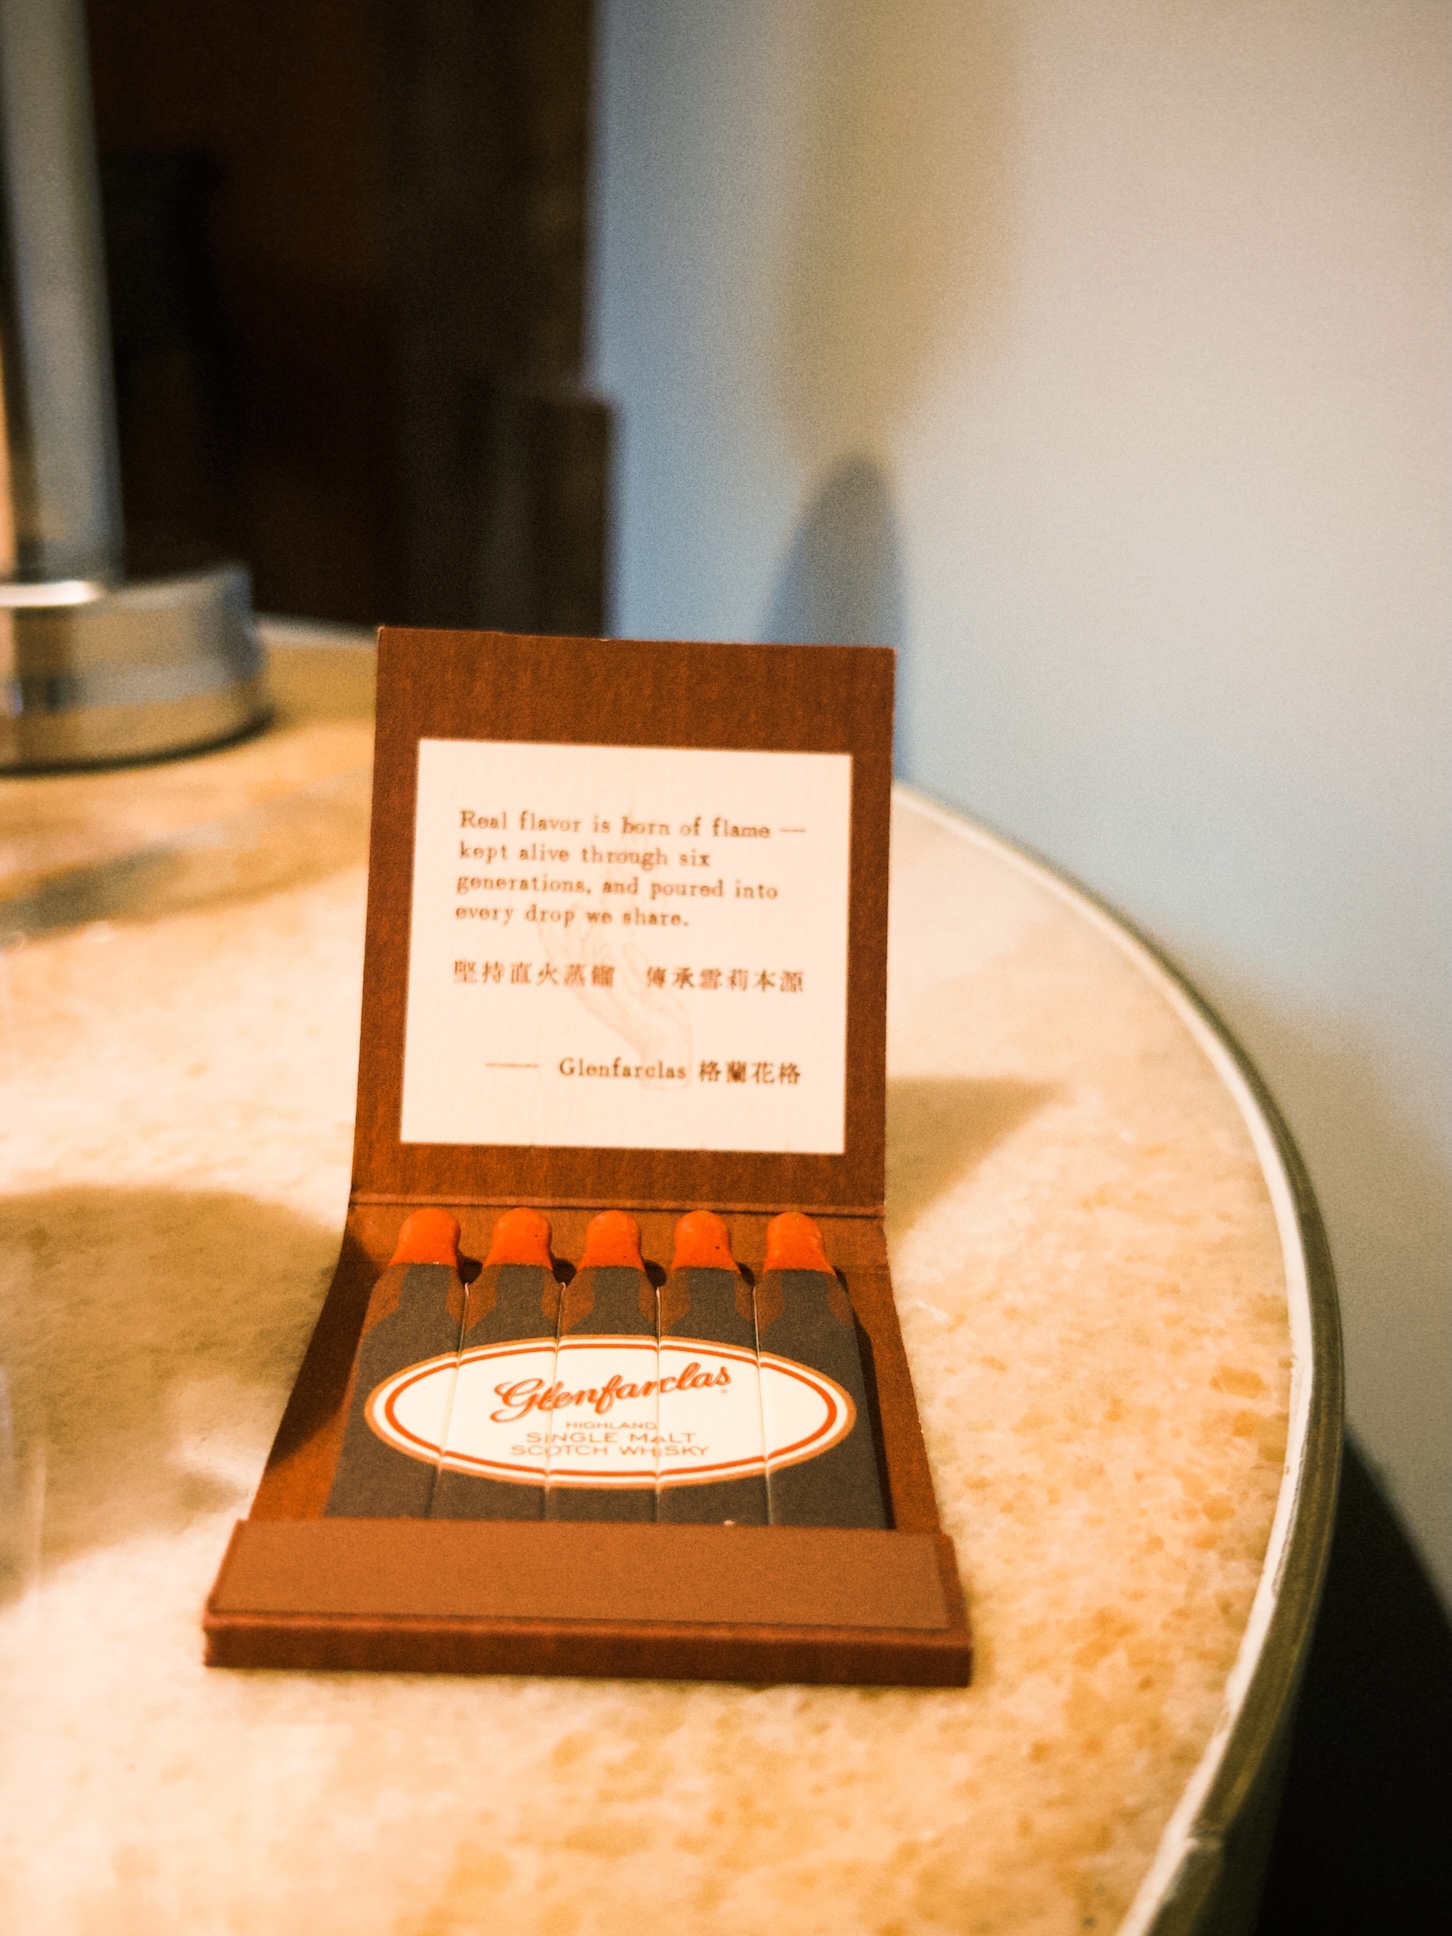 Real flavor is born of flame —
kept alive through six
generations, and poured into
every drop we share.
堅持直火蒸餾　傳承雪莉本源
—— Glenfarclas 格蘭花格
Glenfarclas
HIGHLAND
SINGLE MALT
SCOTCH WHISKY